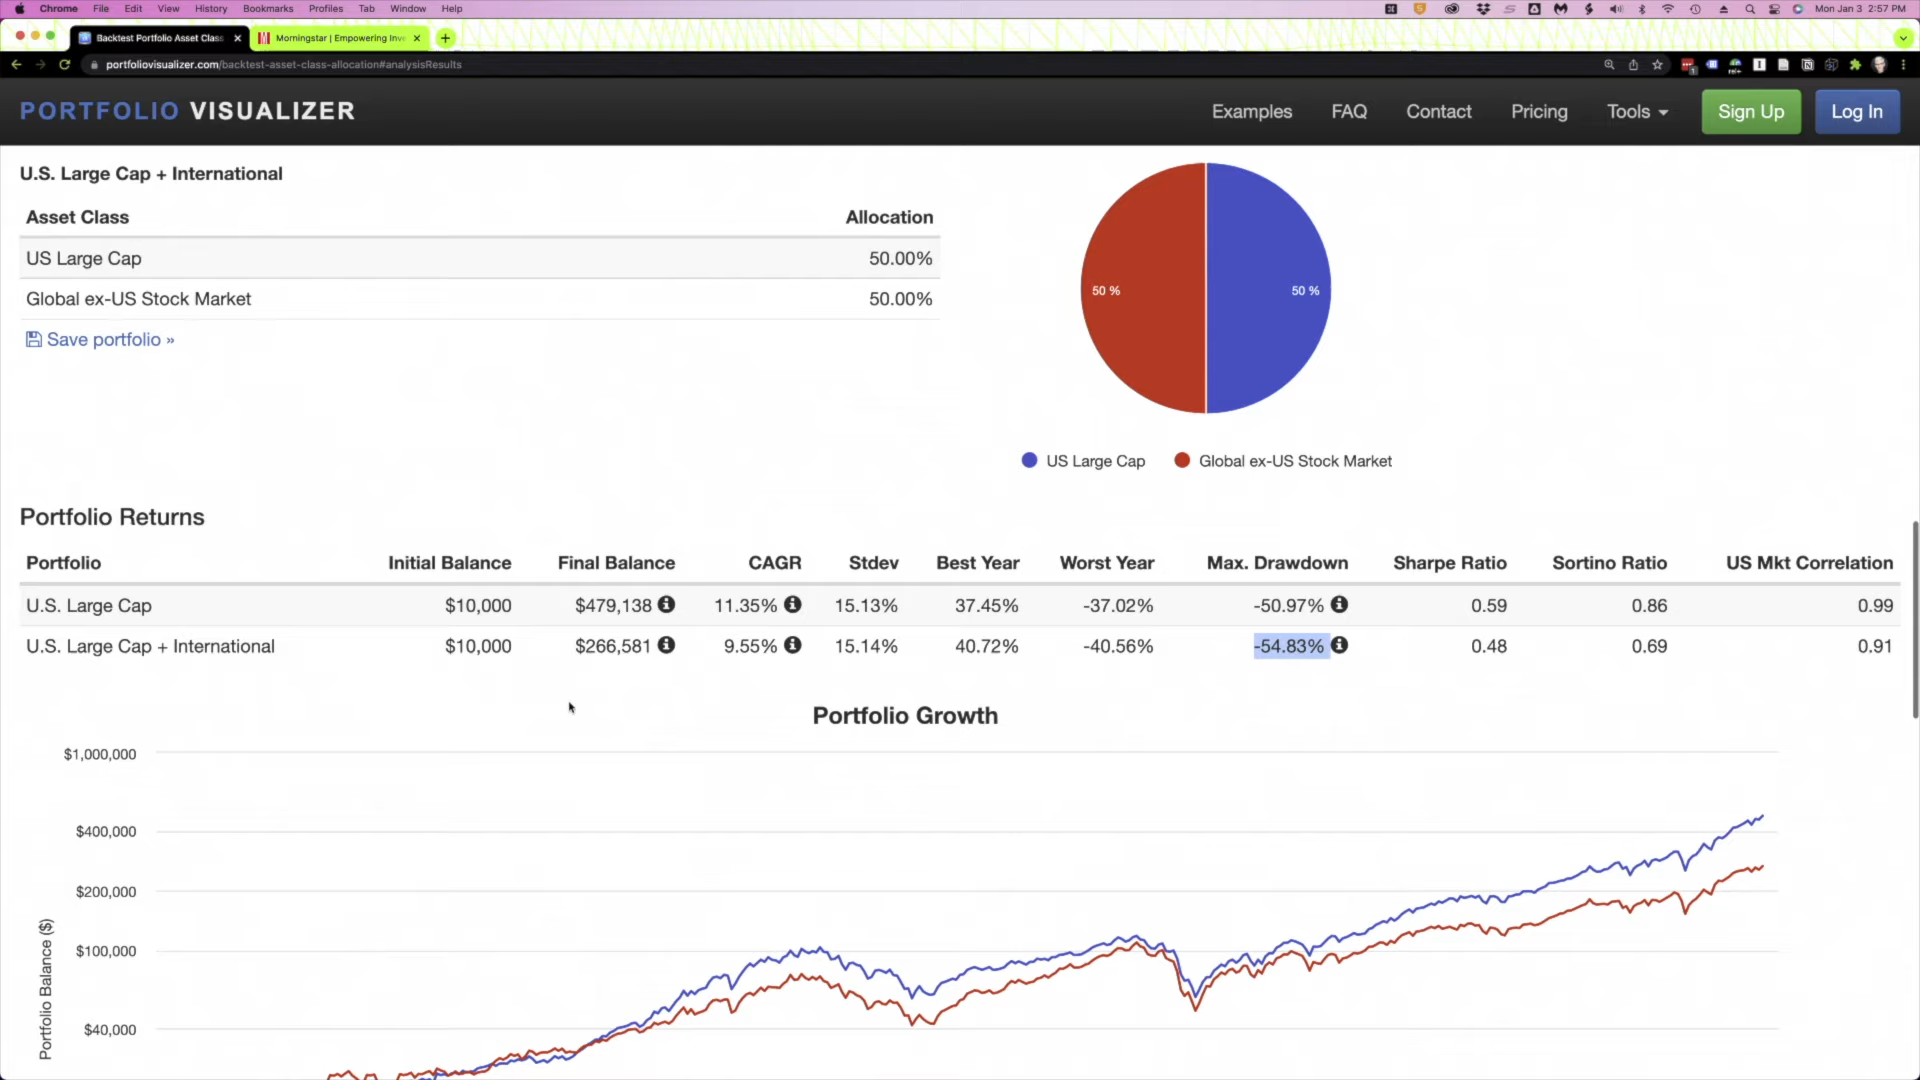 Chrome File Edit View History Bookmarks Profiles Tab Window Help Mon Jan 3 2:57 PM
Backtest Portfolio Asset Class Morningstar | Empowering Inve
portfoliovisualizer.com/backtest-asset-class-allocation#analysisResults
PORTFOLIO VISUALIZER Examples FAQ Contact Pricing Tools Sign Up Log In
U.S. Large Cap + International
Asset Class Allocation
US Large Cap 50.00%
Global ex-US Stock Market 50.00%
Save portfolio »
50 % 50 %
US Large Cap Global ex-US Stock Market
Portfolio Returns
Portfolio Initial Balance Final Balance CAGR Stdev Best Year Worst Year Max. Drawdown Sharpe Ratio Sortino Ratio US Mkt Correlation
U.S. Large Cap $10,000 $479,138 11.35% 15.13% 37.45% -37.02% -50.97% 0.59 0.86 0.99
U.S. Large Cap + International $10,000 $266,581 9.55% 15.14% 40.72% -40.56% -54.83% 0.48 0.69 0.91
Portfolio Growth
$1,000,000
$400,000
$200,000
$100,000
$40,000
Portfolio Balance ($)